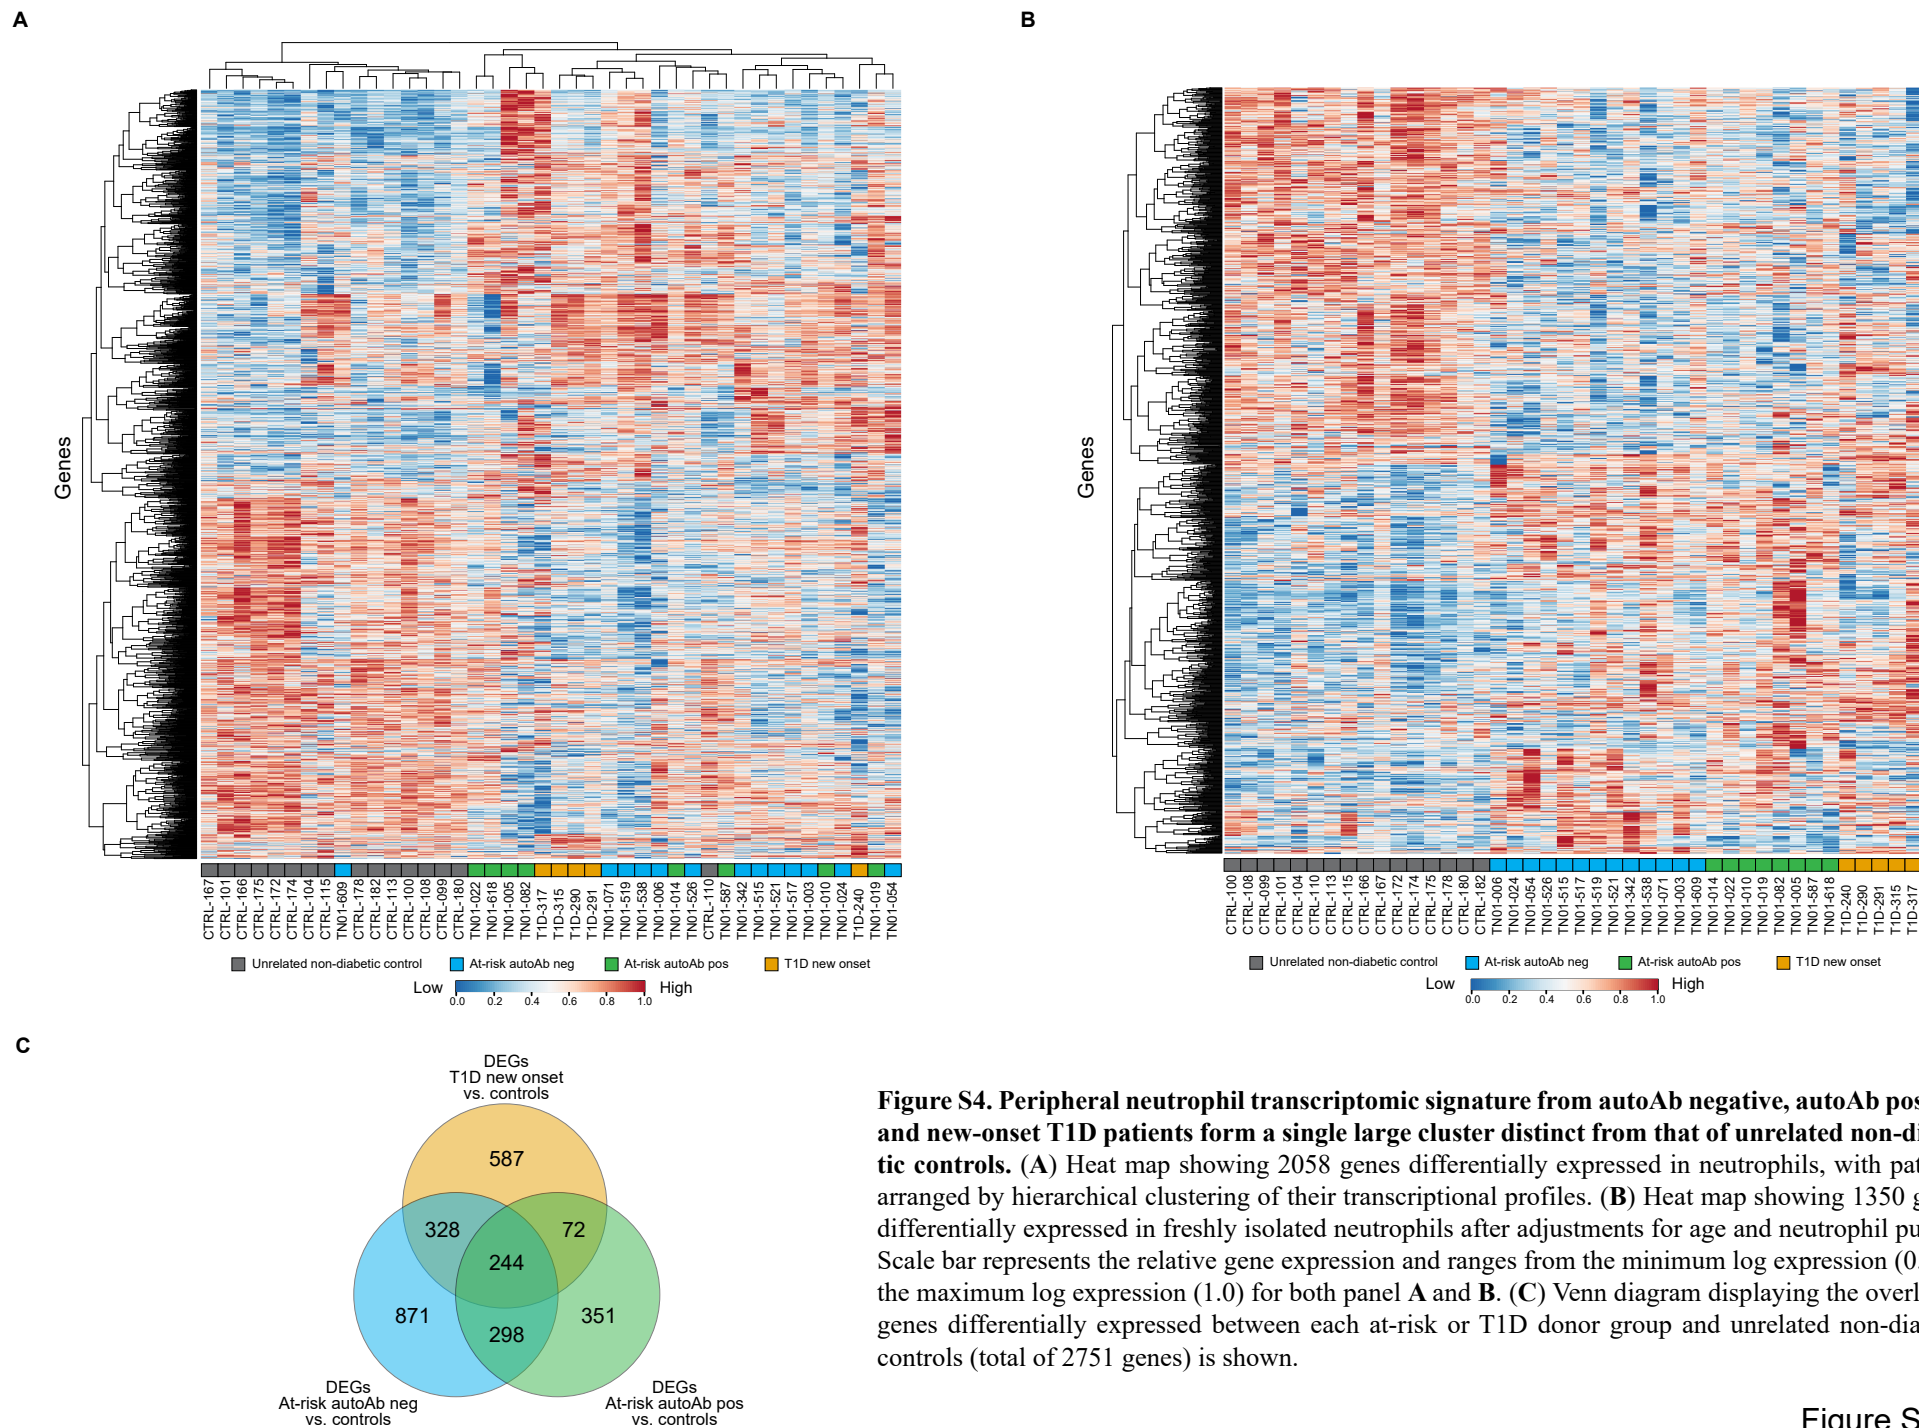 A
B
Genes
Genes
CTRL-167
CTRL-101
CTRL-166
CTRL-175
CTRL-172
CTRL-174
CTRL-104
CTRL-115
TN01-609
CTRL-178
CTRL-182
CTRL-113
CTRL-100
CTRL-108
CTRL-099
CTRL-180
TN01-022
TN01-618
TN01-005
TN01-082
T1D-317
T1D-315
T1D-290
T1D-291
TN01-071
TN01-519
TN01-538
TN01-006
TN01-014
TN01-526
CTRL-110
TN01-587
TN01-342
TN01-515
TN01-521
TN01-517
TN01-003
TN01-010
TN01-024
T1D-240
TN01-019
TN01-054
CTRL-100
CTRL-108
CTRL-099
CTRL-101
CTRL-104
CTRL-110
CTRL-113
CTRL-115
CTRL-166
CTRL-167
CTRL-172
CTRL-174
CTRL-175
CTRL-178
CTRL-180
CTRL-182
TN01-006
TN01-024
TN01-054
TN01-526
TN01-515
TN01-517
TN01-519
TN01-521
TN01-342
TN01-538
TN01-071
TN01-003
TN01-609
TN01-014
TN01-022
TN01-010
TN01-019
TN01-082
TN01-005
TN01-587
TN01-618
T1D-240
T1D-290
T1D-291
T1D-315
T1D-317
Unrelated non-diabetic control At-risk autoAb neg At-risk autoAb pos T1D new onset
Low High
0.0 0.2 0.4 0.6 0.8 1.0
Unrelated non-diabetic control At-risk autoAb neg At-risk autoAb pos T1D new onset
Low High
0.0 0.2 0.4 0.6 0.8 1.0
C
DEGs
T1D new onset
vs. controls
587
328
72
244
871
351
298
DEGs
At-risk autoAb neg
vs. controls
DEGs
At-risk autoAb pos
vs. controls
Figure S4. Peripheral neutrophil transcriptomic signature from autoAb negative, autoAb pos
and new-onset T1D patients form a single large cluster distinct from that of unrelated non-di
tic controls. (A) Heat map showing 2058 genes differentially expressed in neutrophils, with pat
arranged by hierarchical clustering of their transcriptional profiles. (B) Heat map showing 1350 g
differentially expressed in freshly isolated neutrophils after adjustments for age and neutrophil pu
Scale bar represents the relative gene expression and ranges from the minimum log expression (0.
the maximum log expression (1.0) for both panel A and B. (C) Venn diagram displaying the overl
genes differentially expressed between each at-risk or T1D donor group and unrelated non-dia
controls (total of 2751 genes) is shown.
Figure S